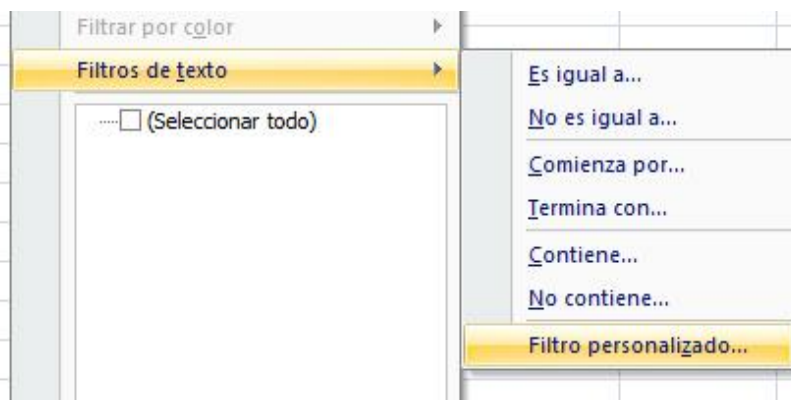 Filtrar por color
Filtros de texto
(Seleccionar todo)
Es igual a...
No es igual a...
Comienza por...
Termina con...
Contiene...
No contiene...
Filtro personalizado...